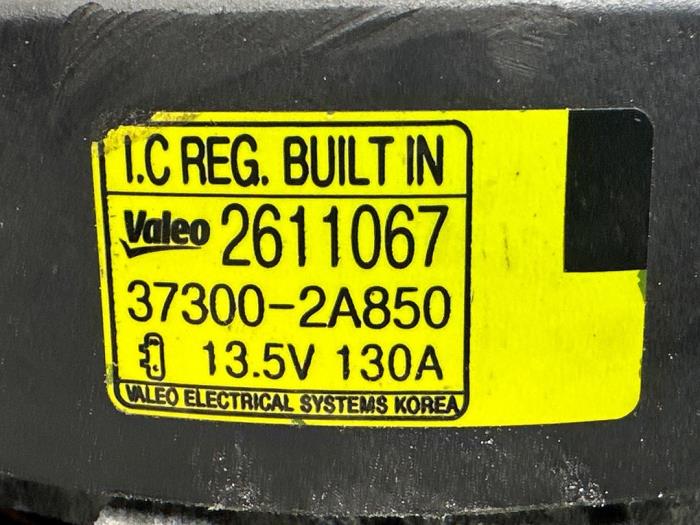 I.C REG. BUILT IN
Valeo 2611067
37300-2A850
13.5V 130A
VALEO ELECTRICAL SYSTEMS KOREA